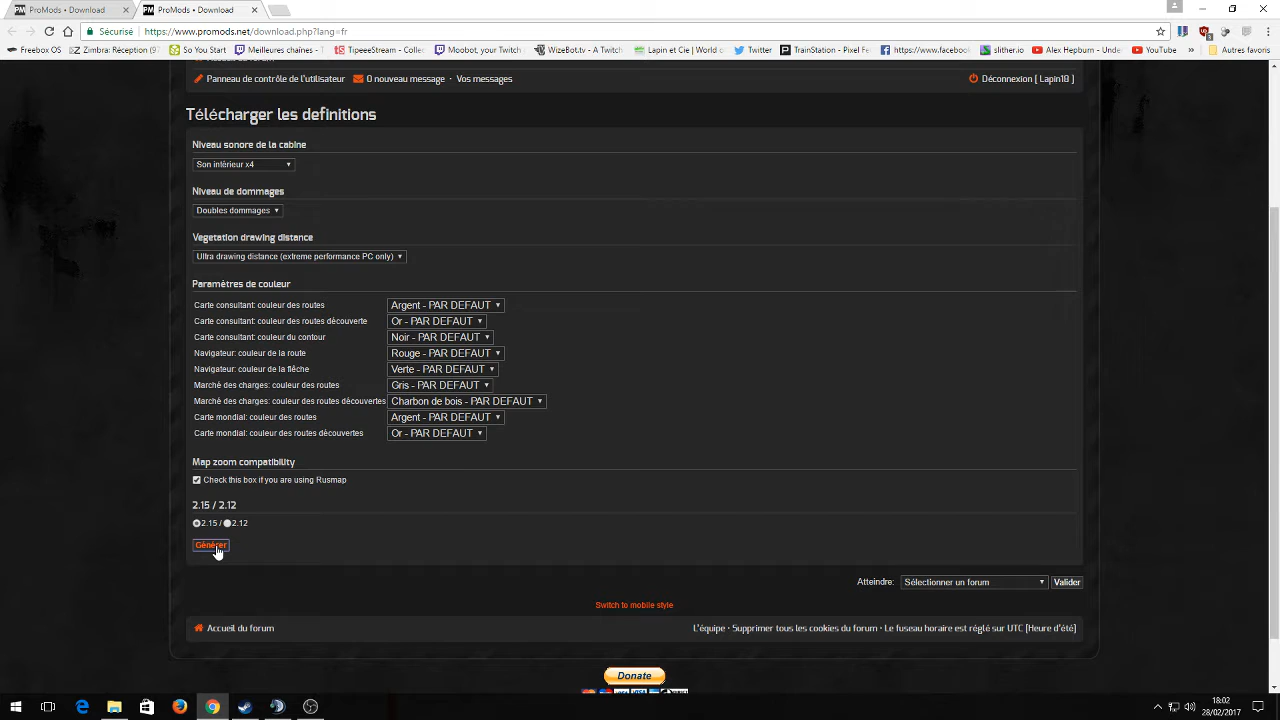 ProMods • Download
ProMods • Download
Sécurisé
https://www.promods.net/download.php?lang=fr
Freebox OS
Zimbra: Réception (9
So You Start
Meilleures chaînes - T
TipeeeStream - Colle
Moobot, your Twitch
WizeBot.tv - A Twitch
Lapin et Cie | World o
Twitter
TrainStation - Pixel Fe
https://www.facebool
slither.io
Alex Hepburn - Unde
YouTube
»
Autres favoris
Panneau de contrôle de l'utilisateur
0 nouveau message · Vos messages
Déconnexion [ Lapin18 ]
Télécharger les definitions
Niveau sonore de la cabine
Son intérieur x4
Niveau de dommages
Doubles dommages
Vegetation drawing distance
Ultra drawing distance (extreme performance PC only)
Paramètres de couleur
Carte consultant: couleur des routes Argent - PAR DEFAUT
Carte consultant: couleur des routes découverte Or - PAR DEFAUT
Carte consultant: couleur du contour Noir - PAR DEFAUT
Navigateur: couleur de la route Rouge - PAR DEFAUT
Navigateur: couleur de la flêche Verte - PAR DEFAUT
Marché des charges: couleur des routes Gris - PAR DEFAUT
Marché des charges: couleur des routes découvertes Charbon de bois - PAR DEFAUT
Carte mondial: couleur des routes Argent - PAR DEFAUT
Carte mondial: couleur des routes découvertes Or - PAR DEFAUT
Map zoom compatibility
Check this box if you are using Rusmap
2.15 / 2.12
2.15 / 2.12
Générer
Atteindre: Sélectionner un forum Valider
Switch to mobile style
Accueil du forum
L'équipe · Supprimer tous les cookies du forum · Le fuseau horaire est réglé sur UTC [Heure d'été]
Donate
18:02
28/02/2017